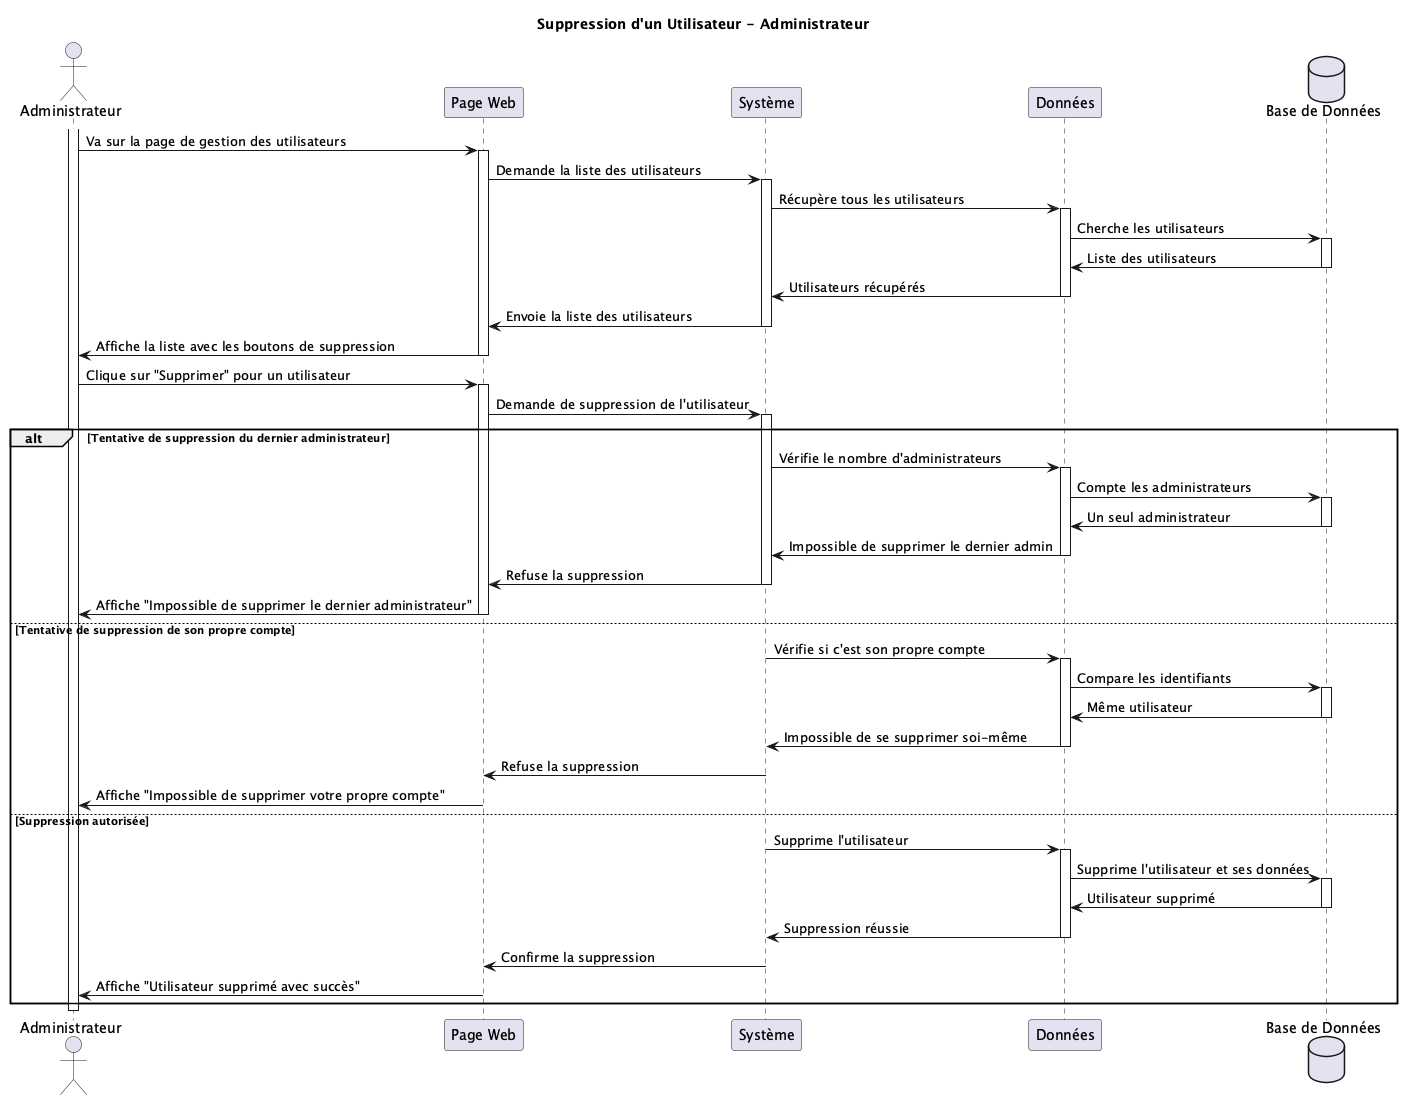 Suppression d'un Utilisateur - Administrateur
Administrateur
Page Web
Système
Données
Base de Données
Va sur la page de gestion des utilisateurs
Demande la liste des utilisateurs
Récupère tous les utilisateurs
Cherche les utilisateurs
Liste des utilisateurs
Utilisateurs récupérés
Envoie la liste des utilisateurs
Affiche la liste avec les boutons de suppression
Clique sur "Supprimer" pour un utilisateur
Demande de suppression de l'utilisateur
alt
[Tentative de suppression du dernier administrateur]
Vérifie le nombre d'administrateurs
Compte les administrateurs
Un seul administrateur
Impossible de supprimer le dernier admin
Refuse la suppression
Affiche "Impossible de supprimer le dernier administrateur"
[Tentative de suppression de son propre compte]
Vérifie si c'est son propre compte
Compare les identifiants
Même utilisateur
Impossible de se supprimer soi-même
Refuse la suppression
Affiche "Impossible de supprimer votre propre compte"
[Suppression autorisée]
Supprime l'utilisateur
Supprime l'utilisateur et ses données
Utilisateur supprimé
Suppression réussie
Confirme la suppression
Affiche "Utilisateur supprimé avec succès"
Administrateur
Page Web
Système
Données
Base de Données